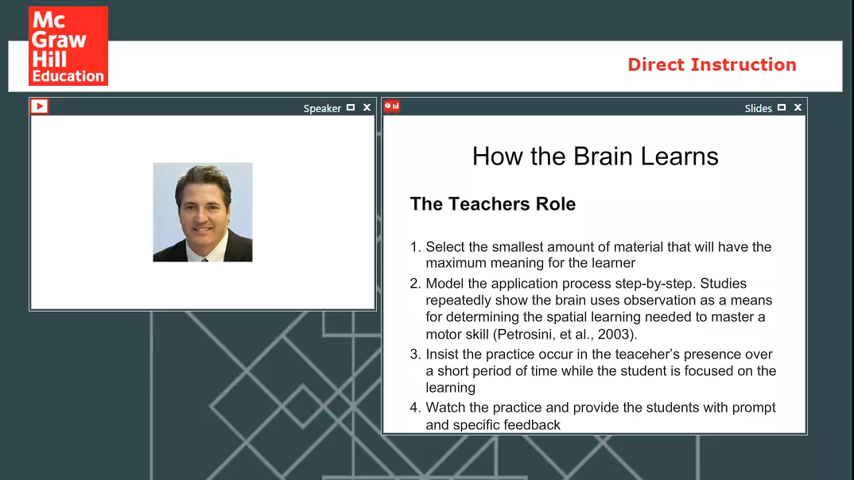 Mc
Graw
Hill
Education
Direct Instruction
Speaker
Slides
How the Brain Learns
The Teachers Role
1. Select the smallest amount of material that will have the
maximum meaning for the learner
2. Model the application process step-by-step. Studies
repeatedly show the brain uses observation as a means
for determining the spatial learning needed to master a
motor skill (Petrosini, et al., 2003).
3. Insist the practice occur in the teaceher's presence over
a short period of time while the student is focused on the
learning
4. Watch the practice and provide the students with prompt
and specific feedback